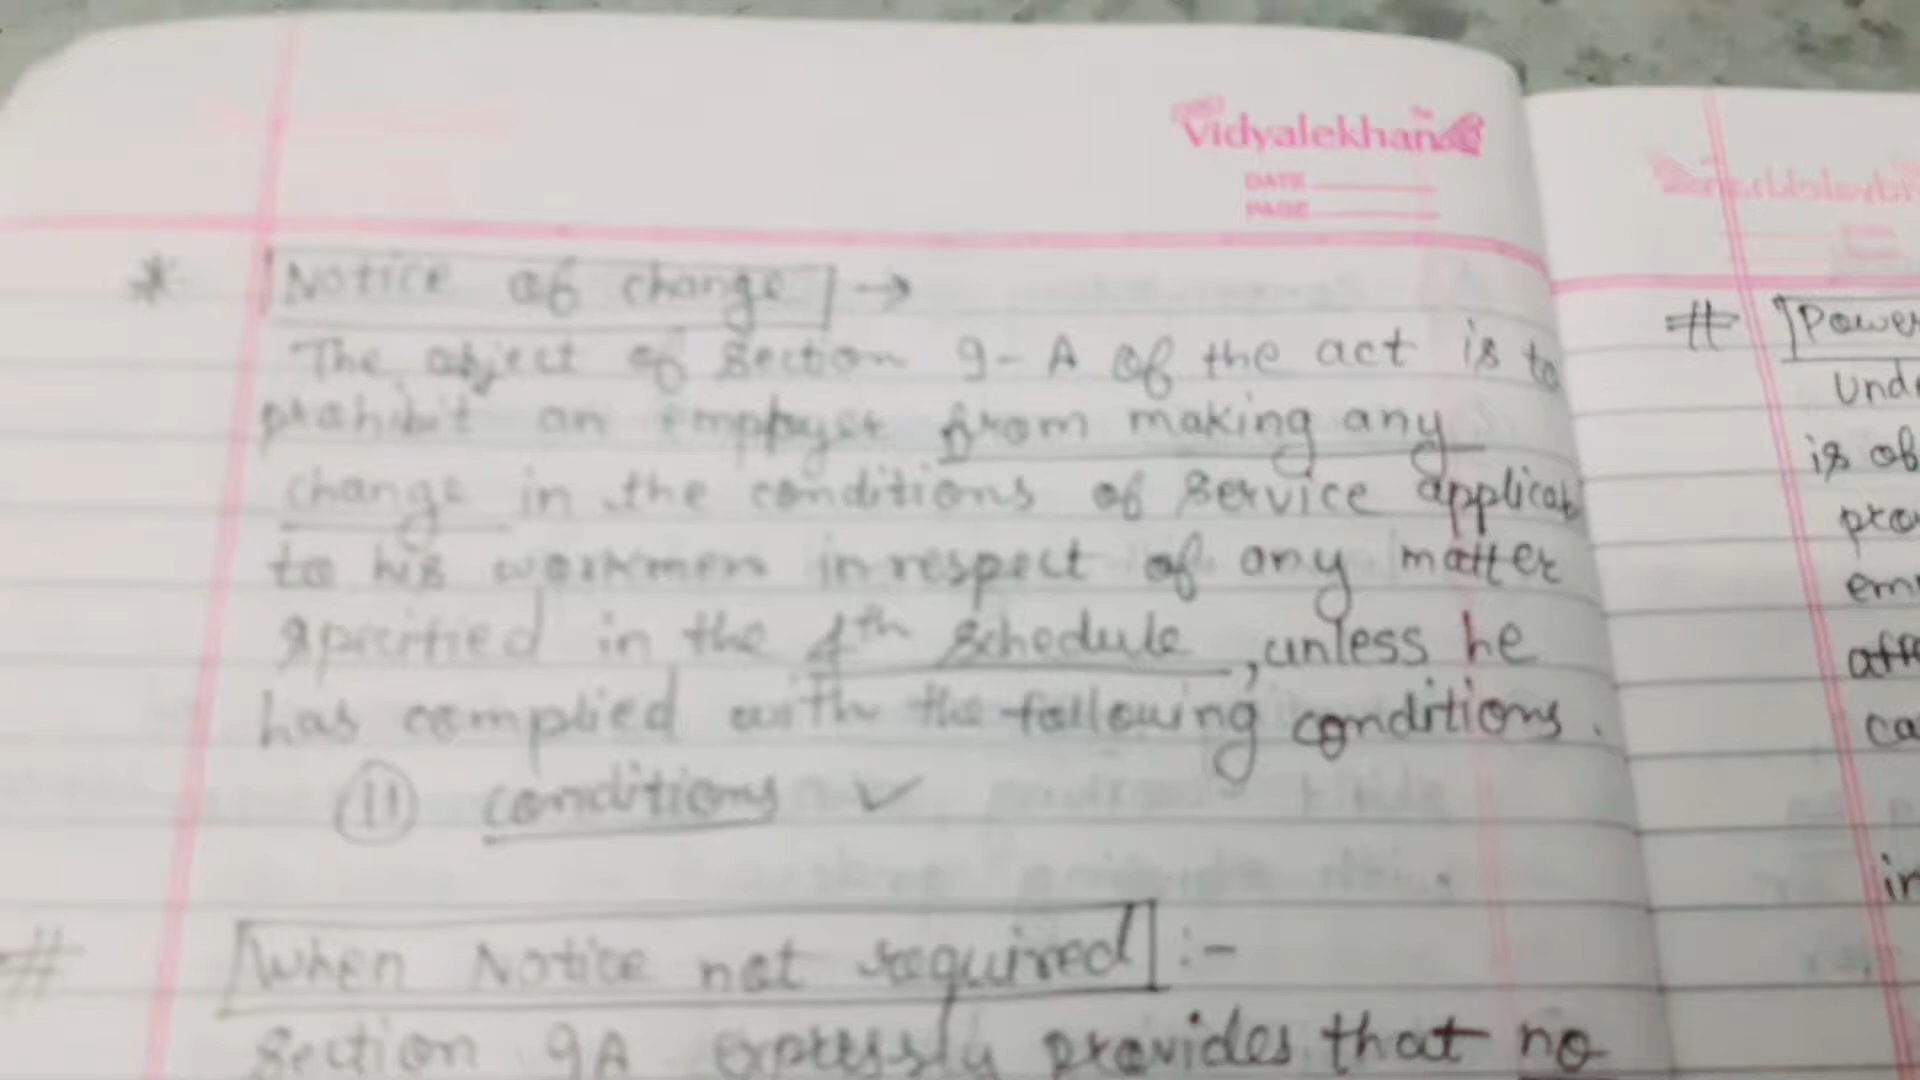 Vidyalekhan
DATE
PAGE
* Notice of change →
The object of Section 9-A of the act is to
prohibit an employer from making any
change in the conditions of service applicab
to his workmen in respect of any matter
specified in the 4th schedule, unless he
has complied with the following conditions.
11 conditions ✓
# When Notice not required :-
Section 9A expressly provides that no
# Power
Unde
is of
pro
em
affe
ca
in